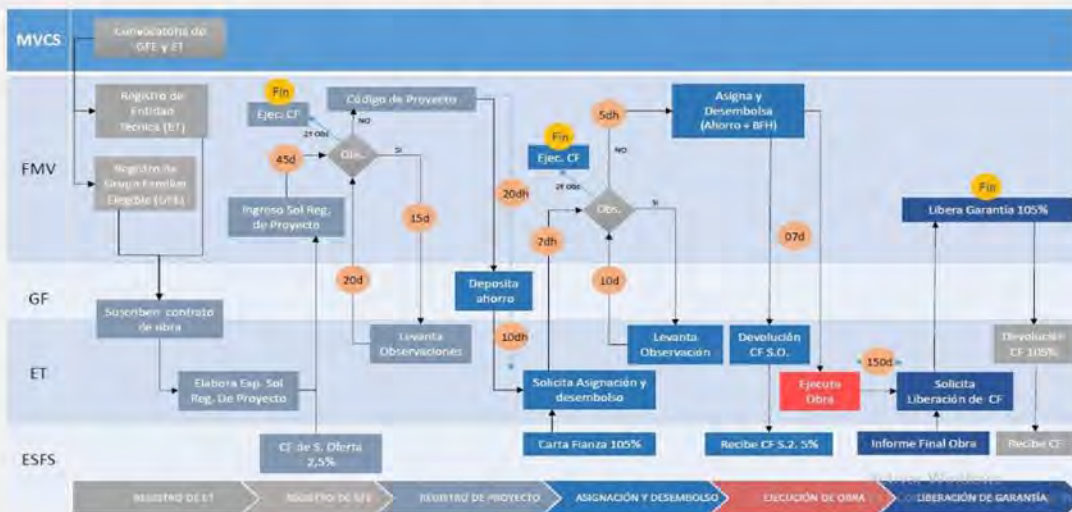 MVCS
Convocatoria de
GFE y ET
FMV
Registro de
Entidad
Técnica (ET)
Registro de
Grupo Familiar
Elegible (GFE)
Fin
Ejec. CF
2º Obs
NO
Código de Proyecto
45d
Obs.
SI
Ingreso Sol Reg.
de Proyecto
15d
20d
20dh
Fin
Ejec. CF
2º Obs
NO
5dh
Obs.
SI
7dh
10d
Asigna y
Desembolsa
(Ahorro + BFH)
07d
Fin
Libera Garantía 105%
GF
Suscriben contrato
de obra
Deposita
ahorro
ET
Levanta
Observaciones
10dh
Levanta
Observación
Devolución
CF S.O.
Devolución
CF 105%
Elabora Exp. Sol
Reg. De Proyecto
Solicita Asignación y
desembolso
Ejecuta
Obra
150d
Solicita
Liberación de CF
ESFS
CF de S. Oferta
2,5%
Carta Fianza 105%
Recibe CF S.2. 5%
Informe Final Obra
Recibe CF
REGISTRO DE ET
REGISTRO DE GFE
REGISTRO DE PROYECTO
ASIGNACIÓN Y DESEMBOLSO
EJECUCIÓN DE OBRA
LIBERACIÓN DE GARANTÍA